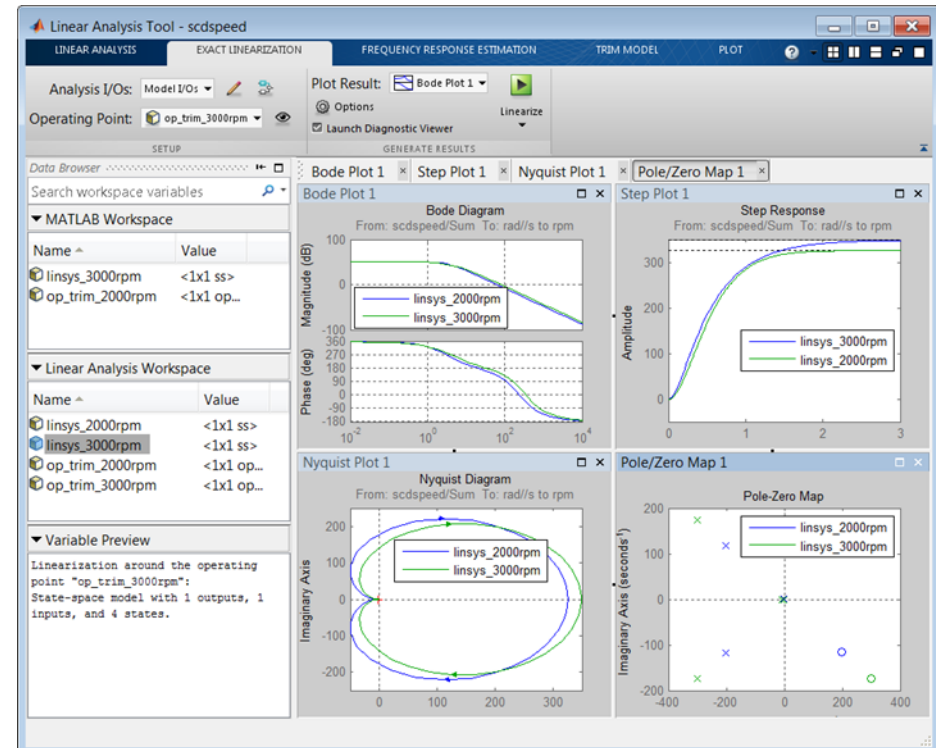 Linear Analysis Tool - scdspeed
LINEAR ANALYSIS EXACT LINEARIZATION FREQUENCY RESPONSE ESTIMATION TRIM MODEL PLOT ?
Analysis I/Os: Model I/Os
Operating Point: op_trim_3000rpm
SETUP
Plot Result: Bode Plot 1
Options
Launch Diagnostic Viewer
Linearize
GENERATE RESULTS
Data Browser
Search workspace variables
MATLAB Workspace
Name Value
linsys_3000rpm <1x1 ss>
op_trim_2000rpm <1x1 op...
Linear Analysis Workspace
Name Value
linsys_2000rpm <1x1 ss>
linsys_3000rpm <1x1 ss>
op_trim_2000rpm <1x1 op...
op_trim_3000rpm <1x1 op...
Variable Preview
Linearization around the operating
point "op_trim_3000rpm":
State-space model with 1 outputs, 1
inputs, and 4 states.
Bode Plot 1 × Step Plot 1 × Nyquist Plot 1 × Pole/Zero Map 1 ×
Bode Plot 1
Bode Diagram
From: scdspeed/Sum To: rad//s to rpm
Magnitude (dB)
100
0
-100
linsys_2000rpm
linsys_3000rpm
Phase (deg)
360
270
180
90
0
-90
-180
10^-2 10^0 10^2 10^4
Step Plot 1
Step Response
From: scdspeed/Sum To: rad//s to rpm
Amplitude
300
200
100
0
linsys_3000rpm
linsys_2000rpm
0 1 2 3
Nyquist Plot 1
Nyquist Diagram
From: scdspeed/Sum To: rad//s to rpm
Imaginary Axis
200
100
0
-100
-200
linsys_2000rpm
linsys_3000rpm
0 100 200 300
Pole/Zero Map 1
Pole-Zero Map
Imaginary Axis (seconds^-1)
200
100
0
-100
-200
linsys_2000rpm
linsys_3000rpm
-400 -200 0 200 400